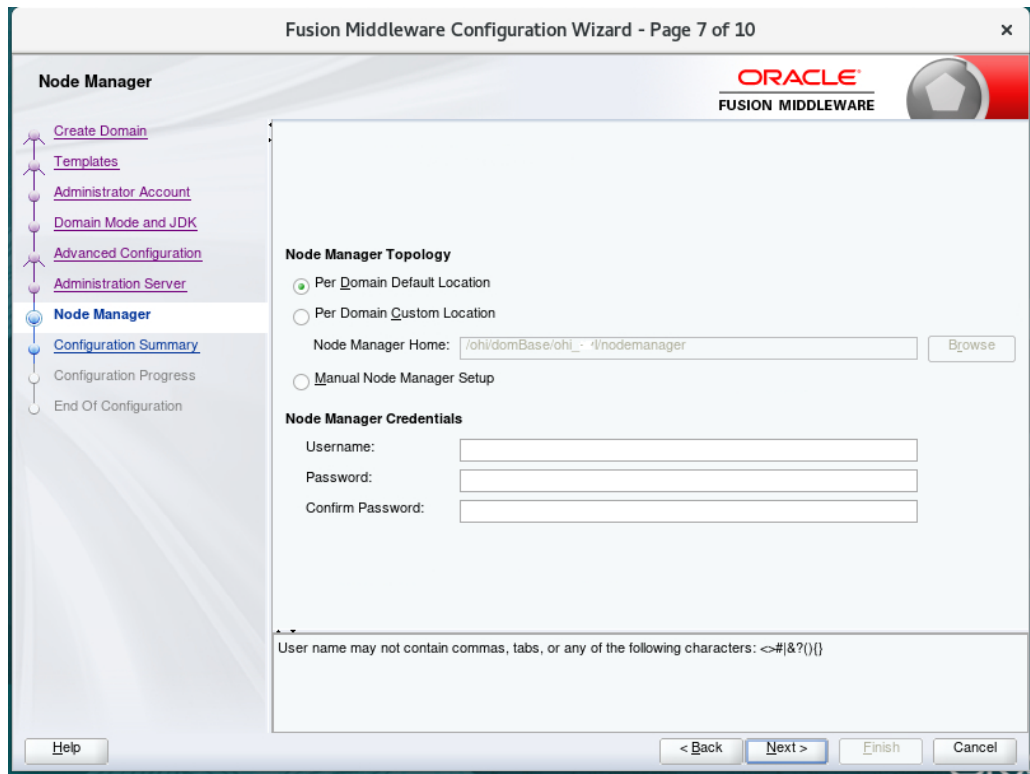 Fusion Middleware Configuration Wizard - Page 7 of 10
Node Manager
ORACLE
FUSION MIDDLEWARE
Create Domain
Templates
Administrator Account
Domain Mode and JDK
Advanced Configuration
Administration Server
Node Manager
Configuration Summary
Configuration Progress
End Of Configuration
Node Manager Topology
Per Domain Default Location
Per Domain Custom Location
Node Manager Home:
Browse
Manual Node Manager Setup
Node Manager Credentials
Username:
Password:
Confirm Password:
User name may not contain commas, tabs, or any of the following characters: <>#|&?(){}
Help
< Back
Next >
Finish
Cancel